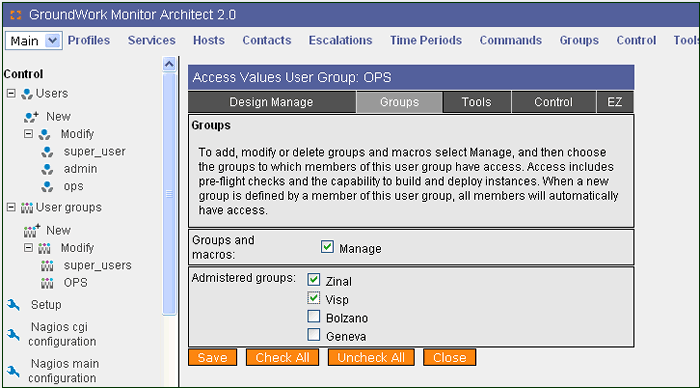 GroundWork Monitor Architect 2.0
Main Profiles Services Hosts Contacts Escalations Time Periods Commands Groups Control Tools
Control
Users
New
Modify
super_user
admin
ops
User groups
New
Modify
super_users
OPS
Setup
Nagios cgi
configuration
Nagios main
configuration
Access Values User Group: OPS
Design Manage Groups Tools Control EZ
Groups
To add, modify or delete groups and macros select Manage, and then choose
the groups to which members of this user group have access. Access includes
pre-flight checks and the capability to build and deploy instances. When a new
group is defined by a member of this user group, all members will automatically
have access.
Groups and
macros:
Manage
Admistered groups:
Zinal
Visp
Bolzano
Geneva
Save Check All Uncheck All Close